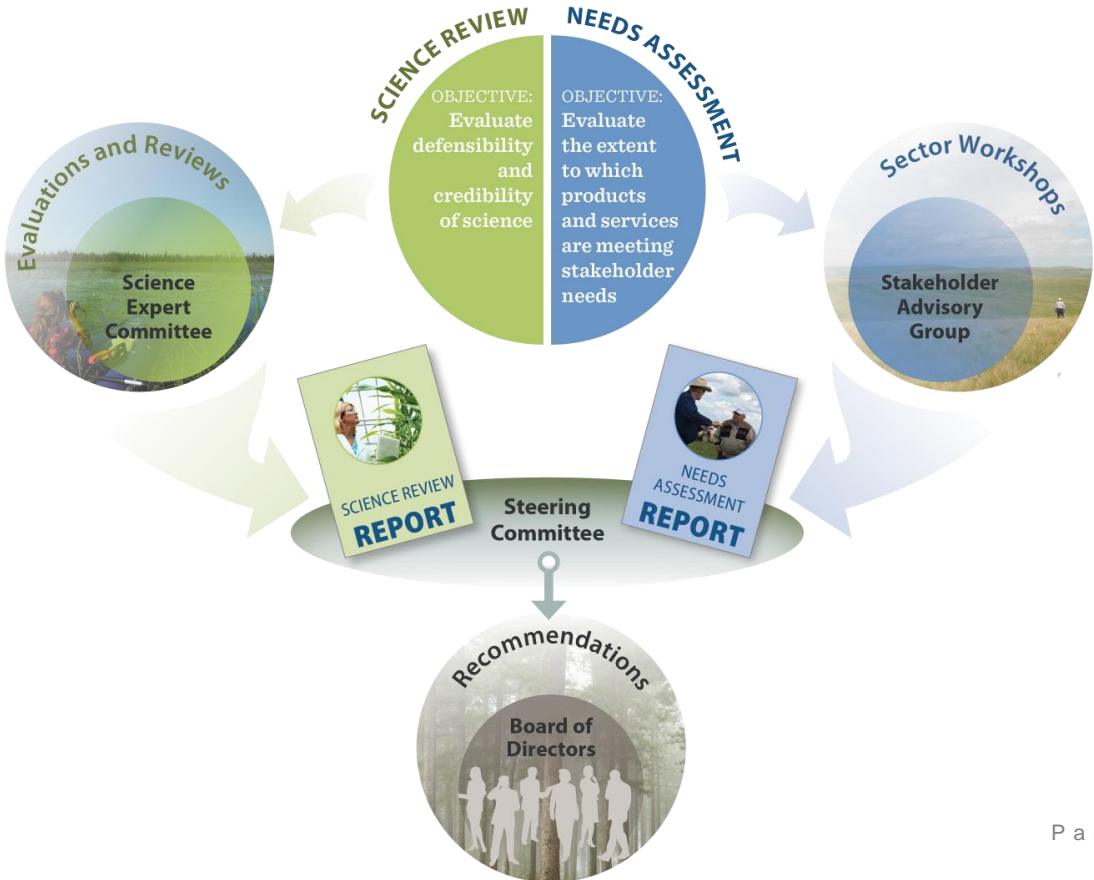 SCIENCE REVIEW
NEEDS ASSESSMENT
OBJECTIVE:
Evaluate
defensibility
and
credibility
of science
OBJECTIVE:
Evaluate
the extent
to which
products
and services
are meeting
stakeholder
needs
Evaluations and Reviews
Science
Expert
Committee
Sector Workshops
Stakeholder
Advisory
Group
SCIENCE REVIEW
REPORT
Steering
Committee
NEEDS
ASSESSMENT
REPORT
Recommendations
Board of
Directors
P a